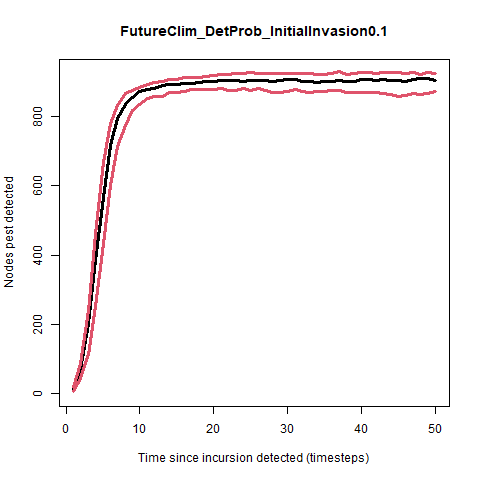 FutureClim_DetProb_InitialInvasion0.1
Nodes pest detected
800
600
400
200
0
0 10 20 30 40 50
Time since incursion detected (timesteps)